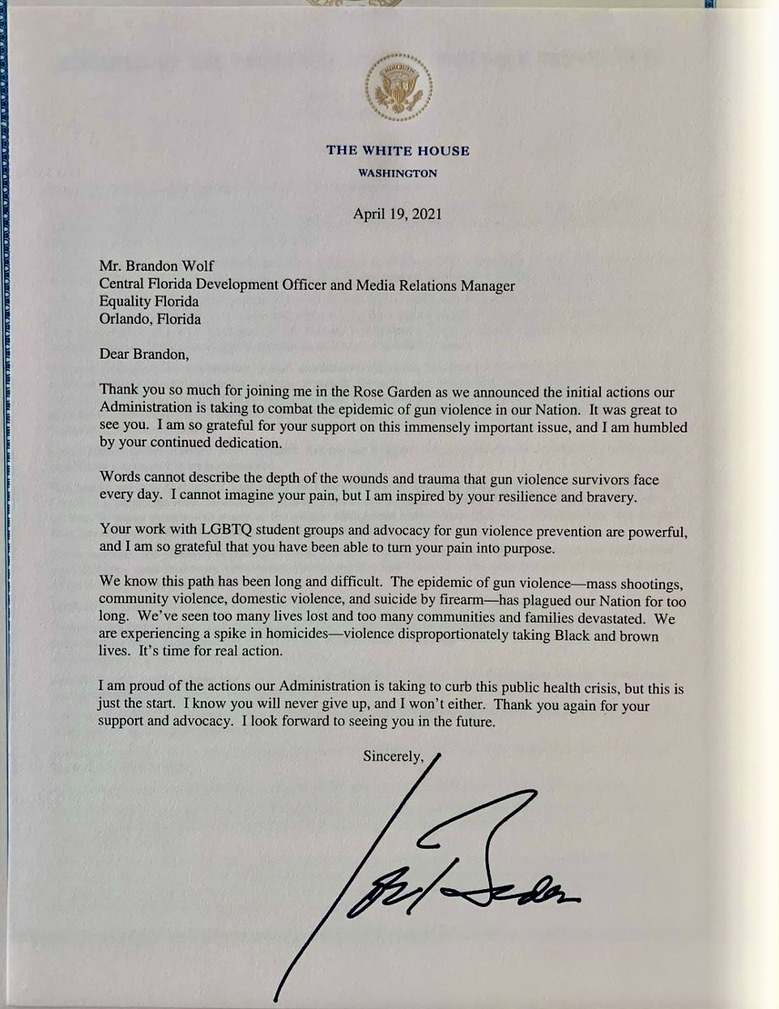 THE WHITE HOUSE
WASHINGTON
April 19, 2021
Mr. Brandon Wolf
Central Florida Development Officer and Media Relations Manager
Equality Florida
Orlando, Florida
Dear Brandon,
Thank you so much for joining me in the Rose Garden as we announced the initial actions our
Administration is taking to combat the epidemic of gun violence in our Nation.  It was great to
see you.  I am so grateful for your support on this immensely important issue, and I am humbled
by your continued dedication.
Words cannot describe the depth of the wounds and trauma that gun violence survivors face
every day.  I cannot imagine your pain, but I am inspired by your resilience and bravery.
Your work with LGBTQ student groups and advocacy for gun violence prevention are powerful,
and I am so grateful that you have been able to turn your pain into purpose.
We know this path has been long and difficult.  The epidemic of gun violence—mass shootings,
community violence, domestic violence, and suicide by firearm—has plagued our Nation for too
long.  We’ve seen too many lives lost and too many communities and families devastated.  We
are experiencing a spike in homicides—violence disproportionately taking Black and brown
lives.  It’s time for real action.
I am proud of the actions our Administration is taking to curb this public health crisis, but this is
just the start.  I know you will never give up, and I won’t either.  Thank you again for your
support and advocacy.  I look forward to seeing you in the future.
Sincerely,
Joe Biden